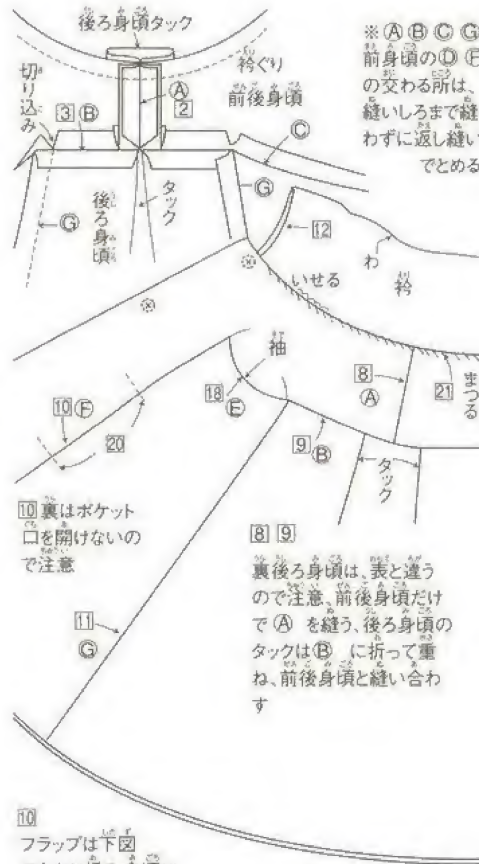 後ろ身頃タック
衿ぐり
前後身頃
切り込み
3 Ⓑ
Ⓐ
2
Ⓒ
Ⓖ
後ろ身頃
タック
Ⓖ
※ⒶⒷⒸⒼ
前身頃のⒹⒻ
の交わる所は、
縫いしろまで縫
わずに返し縫い
でとめる
12
わ
衿
いせる
※
※
袖
18 Ⓔ
8
Ⓐ
21
まつる
10 Ⓕ
20
9 Ⓑ
タック
10 裏はポケット
口を開けないの
で注意
8 9
裏後ろ身頃は、表と違う
ので注意、前後身頃だけ
でⒶ を縫う、後ろ身頃の
タックはⒷ に折って重
ね、前後身頃と縫い合わ
す
11
Ⓖ
10
フラップは下図